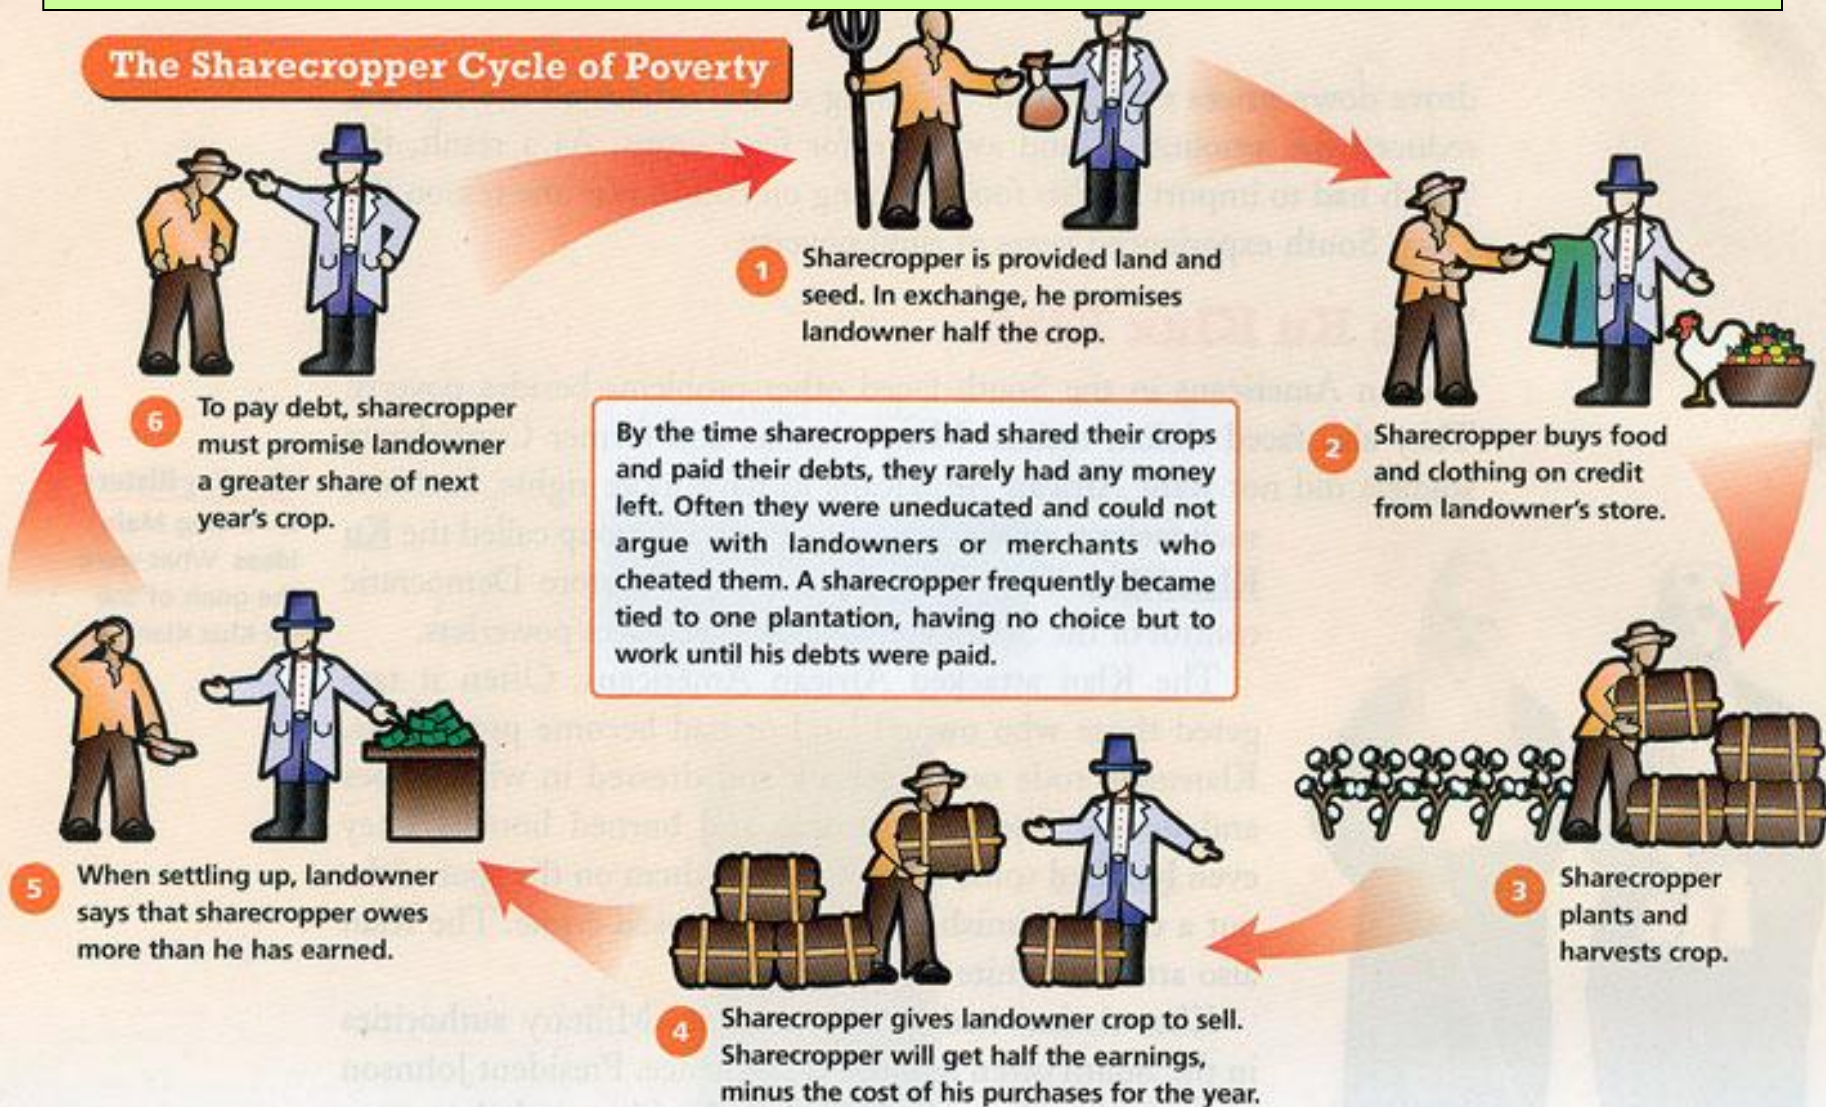 The Sharecropper Cycle of Poverty
1
Sharecropper is provided land and
seed. In exchange, he promises
landowner half the crop.
2
Sharecropper buys food
and clothing on credit
from landowner's store.
3
Sharecropper
plants and
harvests crop.
4
Sharecropper gives landowner crop to sell.
Sharecropper will get half the earnings,
minus the cost of his purchases for the year.
5
When settling up, landowner
says that sharecropper owes
more than he has earned.
6
To pay debt, sharecropper
must promise landowner
a greater share of next
year's crop.
By the time sharecroppers had shared their crops
and paid their debts, they rarely had any money
left. Often they were uneducated and could not
argue with landowners or merchants who
cheated them. A sharecropper frequently became
tied to one plantation, having no choice but to
work until his debts were paid.